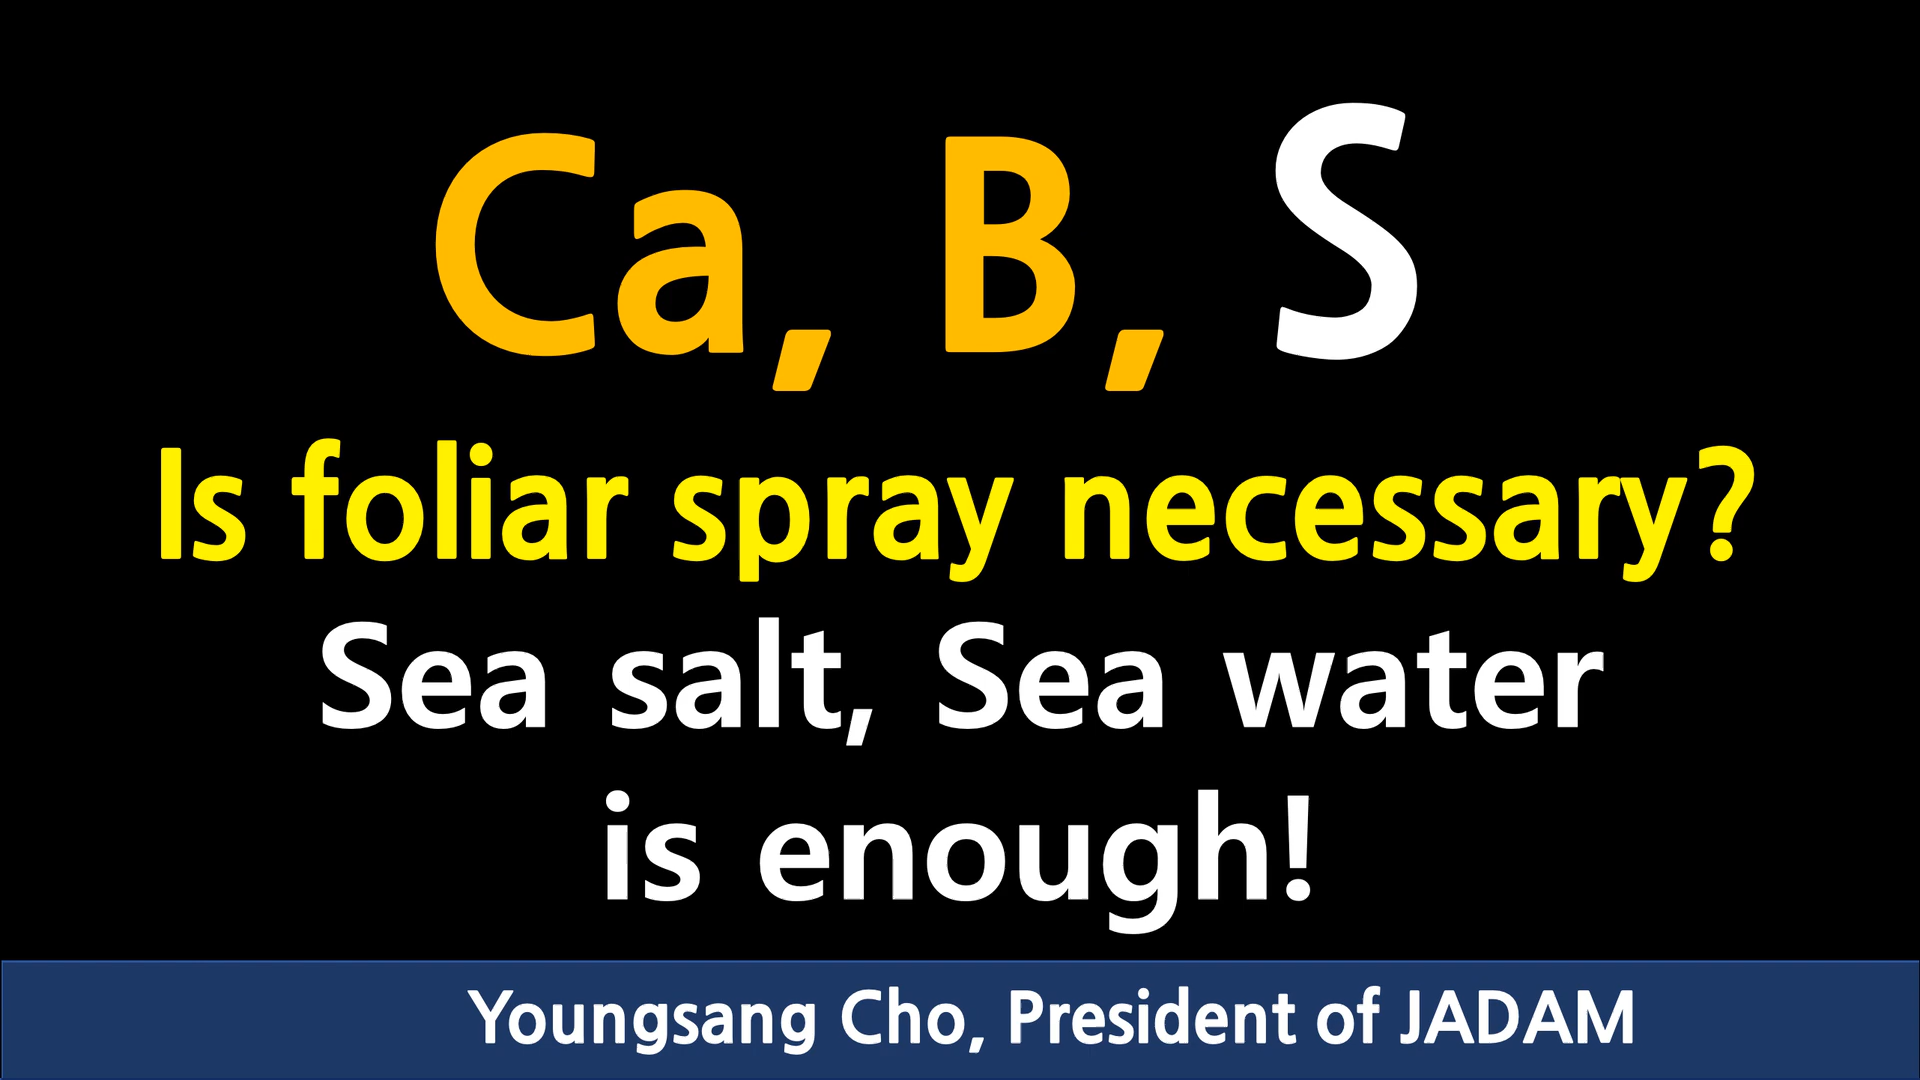 Ca, B, S
Is foliar spray necessary?
Sea salt, Sea water
is enough!
Youngsang Cho, President of JADAM